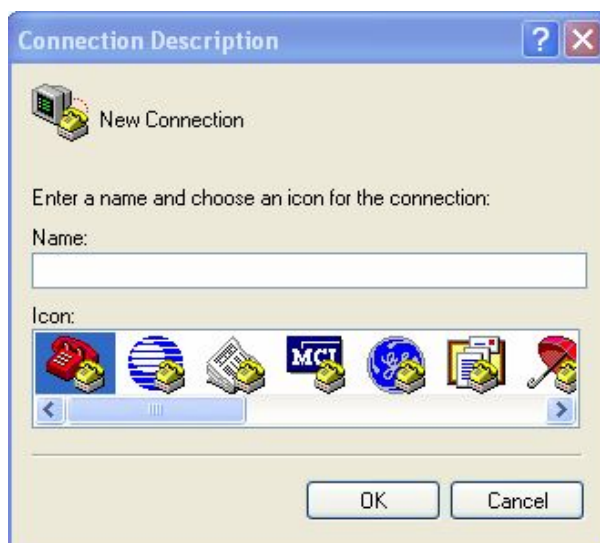 Connection Description
New Connection
Enter a name and choose an icon for the connection:
Name:
Icon:
MCI
OK
Cancel